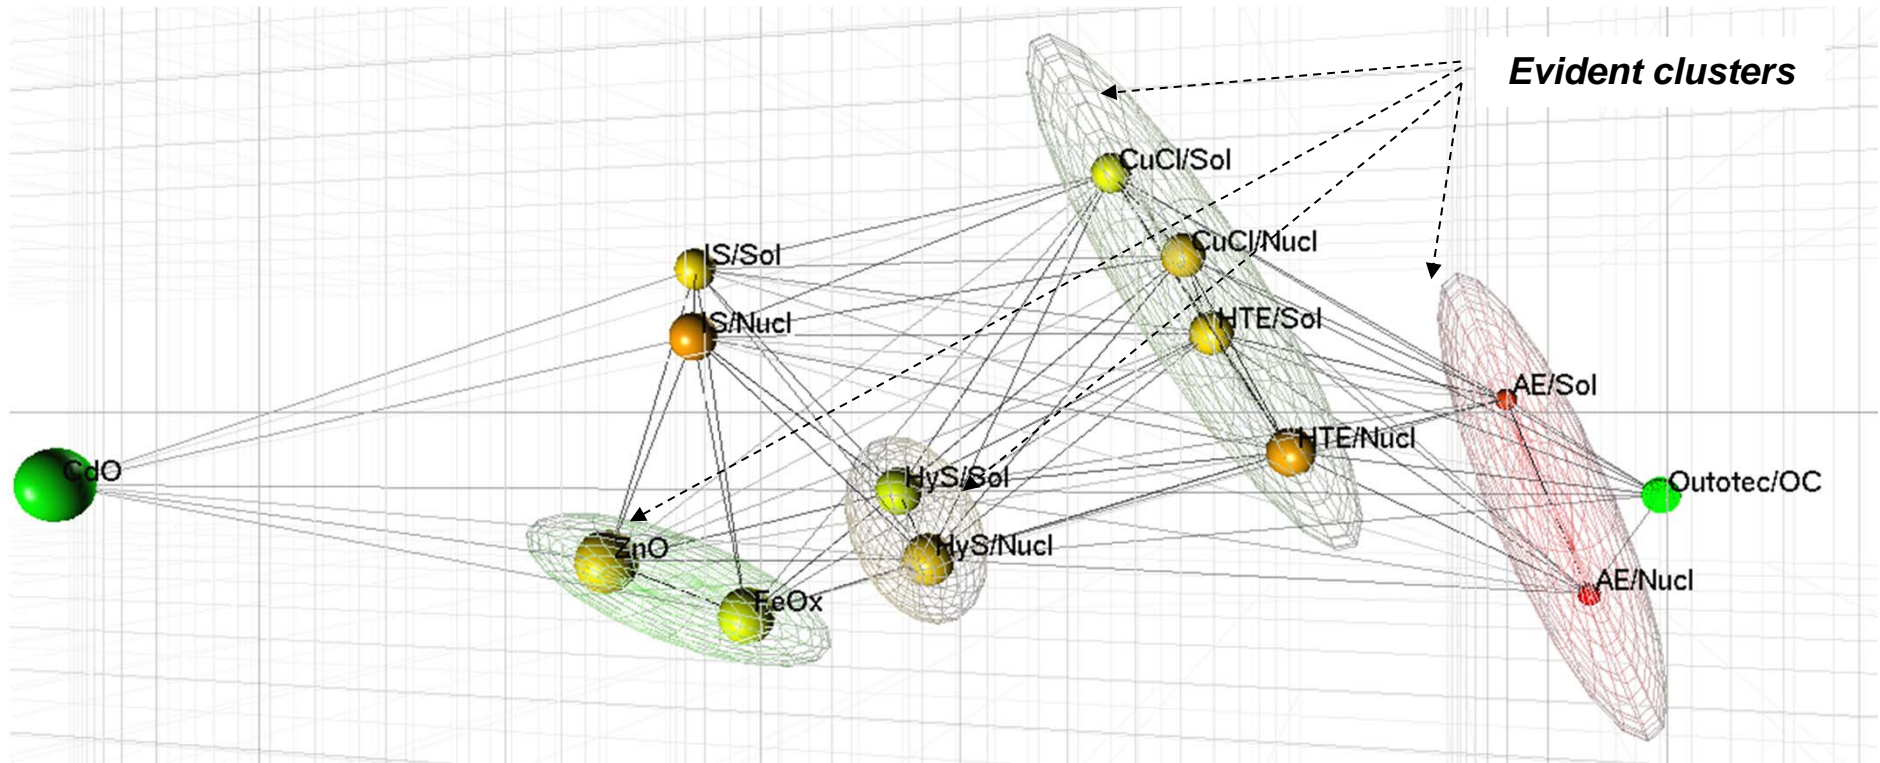 Evident clusters
CuCl/Sol
CuCl/Nucl
IS/Sol
IS/Nucl
HTE/Sol
AE/Sol
HTE/Nucl
CdO
HyS/Sol
Outotec/OC
ZnO
HyS/Nucl
AE/Nucl
FeOx